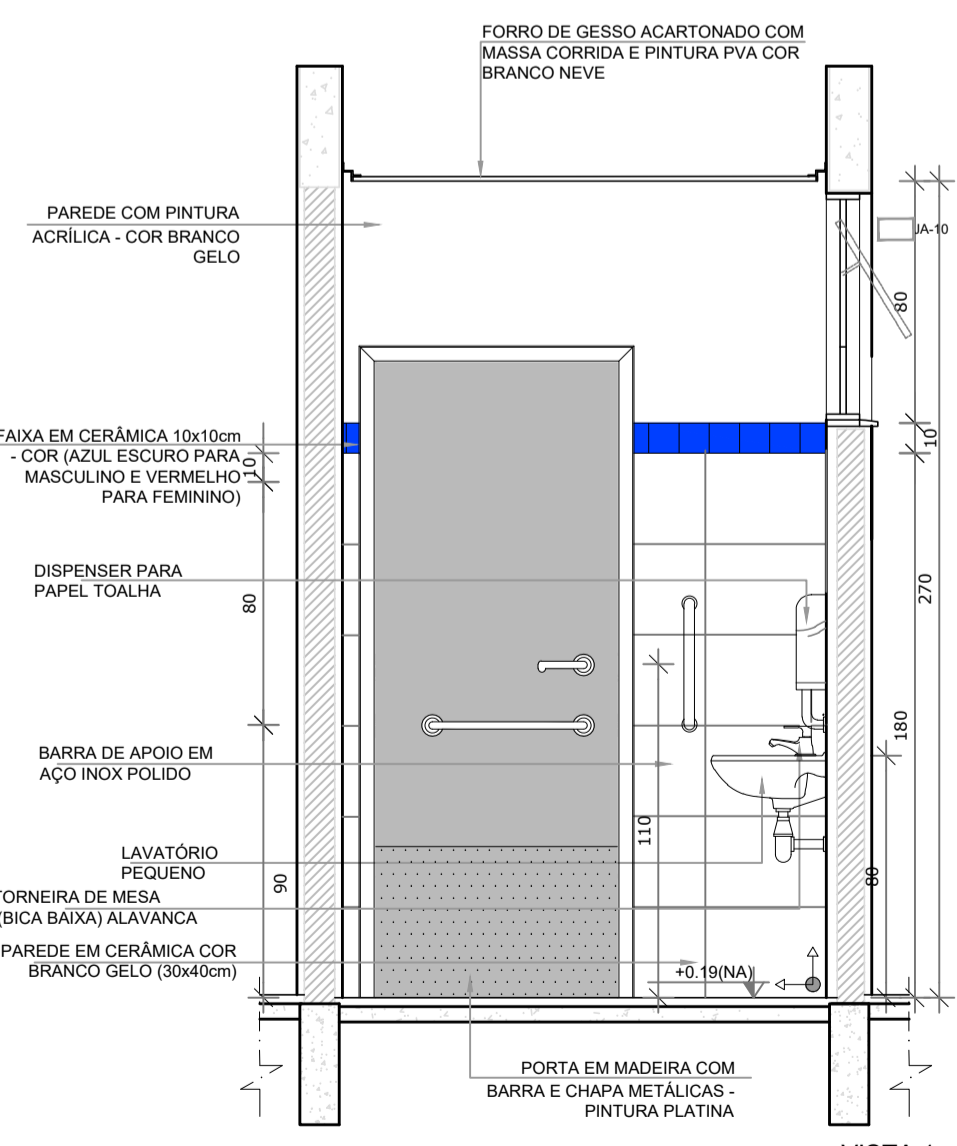 FORRO DE GESSO ACARTONADO COM
MASSA CORRIDA E PINTURA PVA COR
BRANCO NEVE
PAREDE COM PINTURA
ACRÍLICA - COR BRANCO
GELO
JA-10
80
FAIXA EM CERÂMICA 10x10cm
- COR (AZUL ESCURO PARA
MASCULINO E VERMELHO
PARA FEMININO)
10
10
DISPENSER PARA
PAPEL TOALHA
80
270
180
BARRA DE APOIO EM
AÇO INOX POLIDO
110
LAVATÓRIO
PEQUENO
90
80
TORNEIRA DE MESA
(BICA BAIXA) ALAVANCA
PAREDE EM CERÂMICA COR
BRANCO GELO (30x40cm)
+0.19(NA)
PORTA EM MADEIRA COM
BARRA E CHAPA METÁLICAS -
PINTURA PLATINA